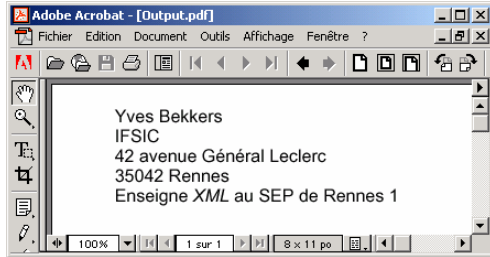 Adobe Acrobat - [Output.pdf]
Fichier Edition Document Outils Affichage Fenêtre ?
Yves Bekkers
IFSIC
42 avenue Général Leclerc
35042 Rennes
Enseigne XML au SEP de Rennes 1
100% 1 sur 1 8 x 11 po